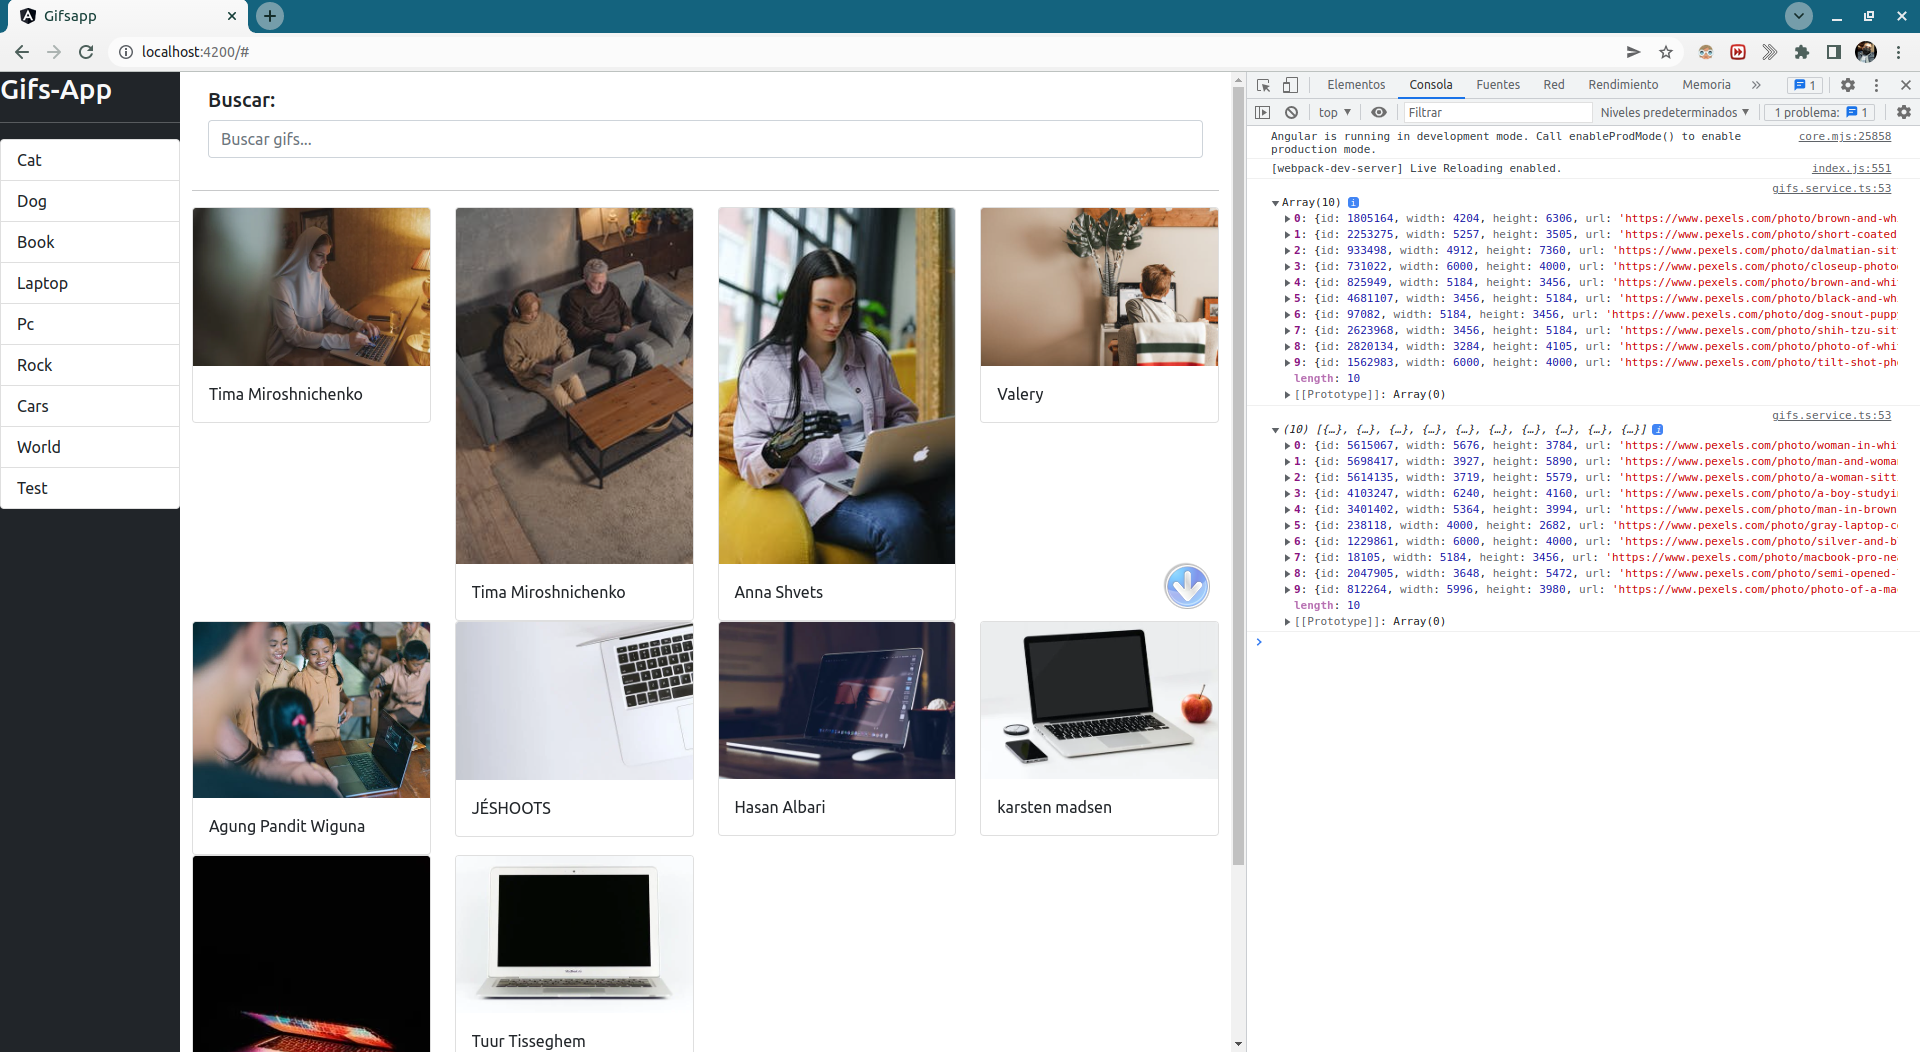 Gifsapp
localhost:4200/#
Gifs-App
Cat
Dog
Book
Laptop
Pc
Rock
Cars
World
Test
Buscar:
Buscar gifs...
Tima Miroshnichenko
Tima Miroshnichenko
Anna Shvets
Valery
Agung Pandit Wiguna
JÉSHOOTS
Hasan Albari
karsten madsen
Tuur Tisseghem
Elementos Consola Fuentes Red Rendimiento Memoria » 1
top Filtrar Niveles predeterminados 1 problema: 1
Angular is running in development mode. Call enableProdMode() to enable core.mjs:25858
production mode.
[webpack-dev-server] Live Reloading enabled. index.js:551
gifs.service.ts:53
Array(10) i
0: {id: 1805164, width: 4204, height: 6306, url: 'https://www.pexels.com/photo/brown-and-wh
1: {id: 2253275, width: 5257, height: 3505, url: 'https://www.pexels.com/photo/short-coated
2: {id: 933498, width: 4912, height: 7360, url: 'https://www.pexels.com/photo/dalmatian-sit
3: {id: 731022, width: 6000, height: 4000, url: 'https://www.pexels.com/photo/closeup-photo
4: {id: 825949, width: 5184, height: 3456, url: 'https://www.pexels.com/photo/brown-and-whi
5: {id: 4681107, width: 3456, height: 5184, url: 'https://www.pexels.com/photo/black-and-wh
6: {id: 97082, width: 5184, height: 3456, url: 'https://www.pexels.com/photo/dog-snout-pupp
7: {id: 2623968, width: 3456, height: 5184, url: 'https://www.pexels.com/photo/shih-tzu-sit
8: {id: 2820134, width: 3284, height: 4105, url: 'https://www.pexels.com/photo/photo-of-whi
9: {id: 1562983, width: 6000, height: 4000, url: 'https://www.pexels.com/photo/tilt-shot-ph
length: 10
[[Prototype]]: Array(0)
gifs.service.ts:53
(10) [{…}, {…}, {…}, {…}, {…}, {…}, {…}, {…}, {…}, {…}] i
0: {id: 5615067, width: 5676, height: 3784, url: 'https://www.pexels.com/photo/woman-in-whi
1: {id: 5698417, width: 3927, height: 5890, url: 'https://www.pexels.com/photo/man-and-woma
2: {id: 5614135, width: 3719, height: 5579, url: 'https://www.pexels.com/photo/a-woman-sitt
3: {id: 4103247, width: 6240, height: 4160, url: 'https://www.pexels.com/photo/a-boy-studyi
4: {id: 3401402, width: 5364, height: 3994, url: 'https://www.pexels.com/photo/man-in-brown
5: {id: 238118, width: 4000, height: 2682, url: 'https://www.pexels.com/photo/gray-laptop-c
6: {id: 1229861, width: 6000, height: 4000, url: 'https://www.pexels.com/photo/silver-and-b
7: {id: 18105, width: 5184, height: 3456, url: 'https://www.pexels.com/photo/macbook-pro-ne
8: {id: 2047905, width: 3648, height: 5472, url: 'https://www.pexels.com/photo/semi-opened-
9: {id: 812264, width: 5996, height: 3980, url: 'https://www.pexels.com/photo/photo-of-a-ma
length: 10
[[Prototype]]: Array(0)